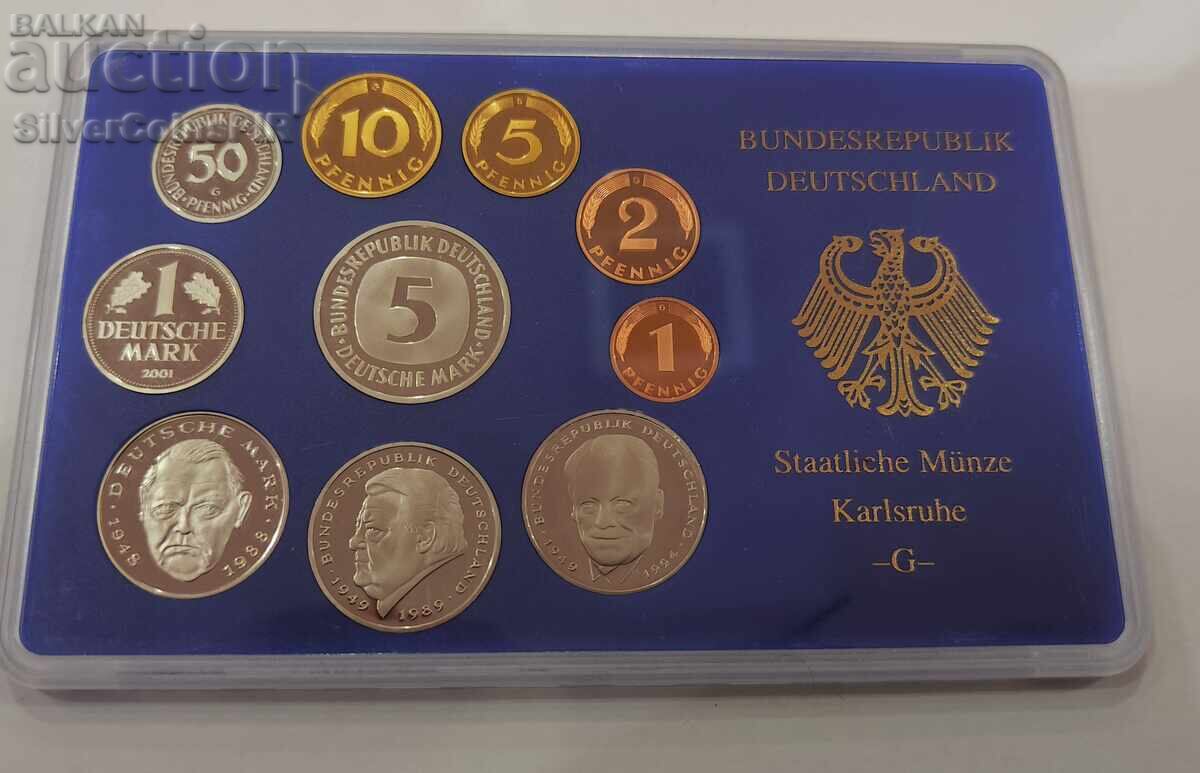 BALKAN
auction
SilverCoinsHR
BUNDESREPUBLIK DEUTSCHLAND
50
G
PFENNIG
G
10
PFENNIG
5
PFENNIG
2
PFENNIG
G
1
PFENNIG
1
DEUTSCHE
MARK
2001
BUNDESREPUBLIK DEUTSCHLAND
5
DEUTSCHE MARK
DEUTSCHE MARK
1948 1988
BUNDESREPUBLIK DEUTSCHLAND
1949 1989
BUNDESREPUBLIK DEUTSCHLAND
1949 1994
BUNDESREPUBLIK
DEUTSCHLAND
Staatliche Münze
Karlsruhe
–G–